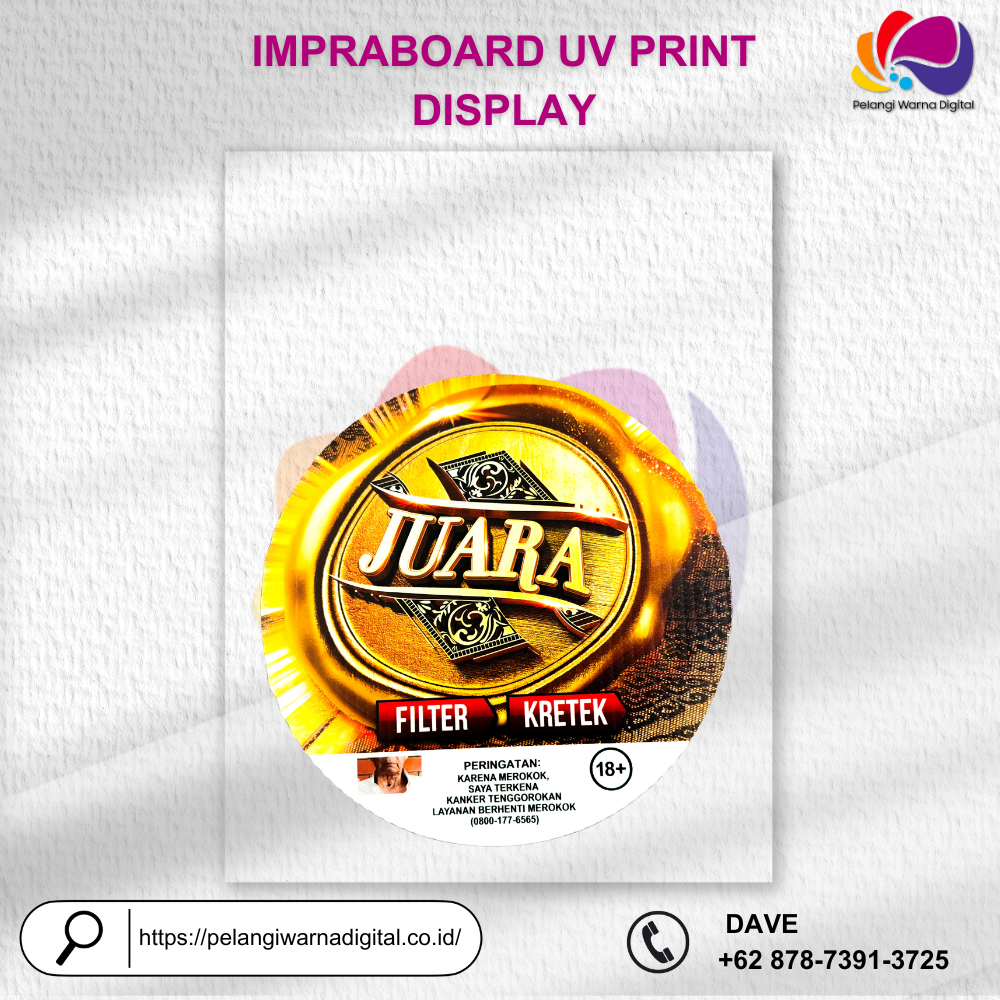 IMPRABOARD UV PRINT
DISPLAY
Pelangi Warna Digital
JUARA
FILTER
KRETEK
PERINGATAN:
KARENA MEROKOK,
SAYA TERKENA
KANKER TENGGOROKAN
LAYANAN BERHENTI MEROKOK
(0800-177-6565)
18+
https://pelangiwarnadigital.co.id/
DAVE
+62 878-7391-3725